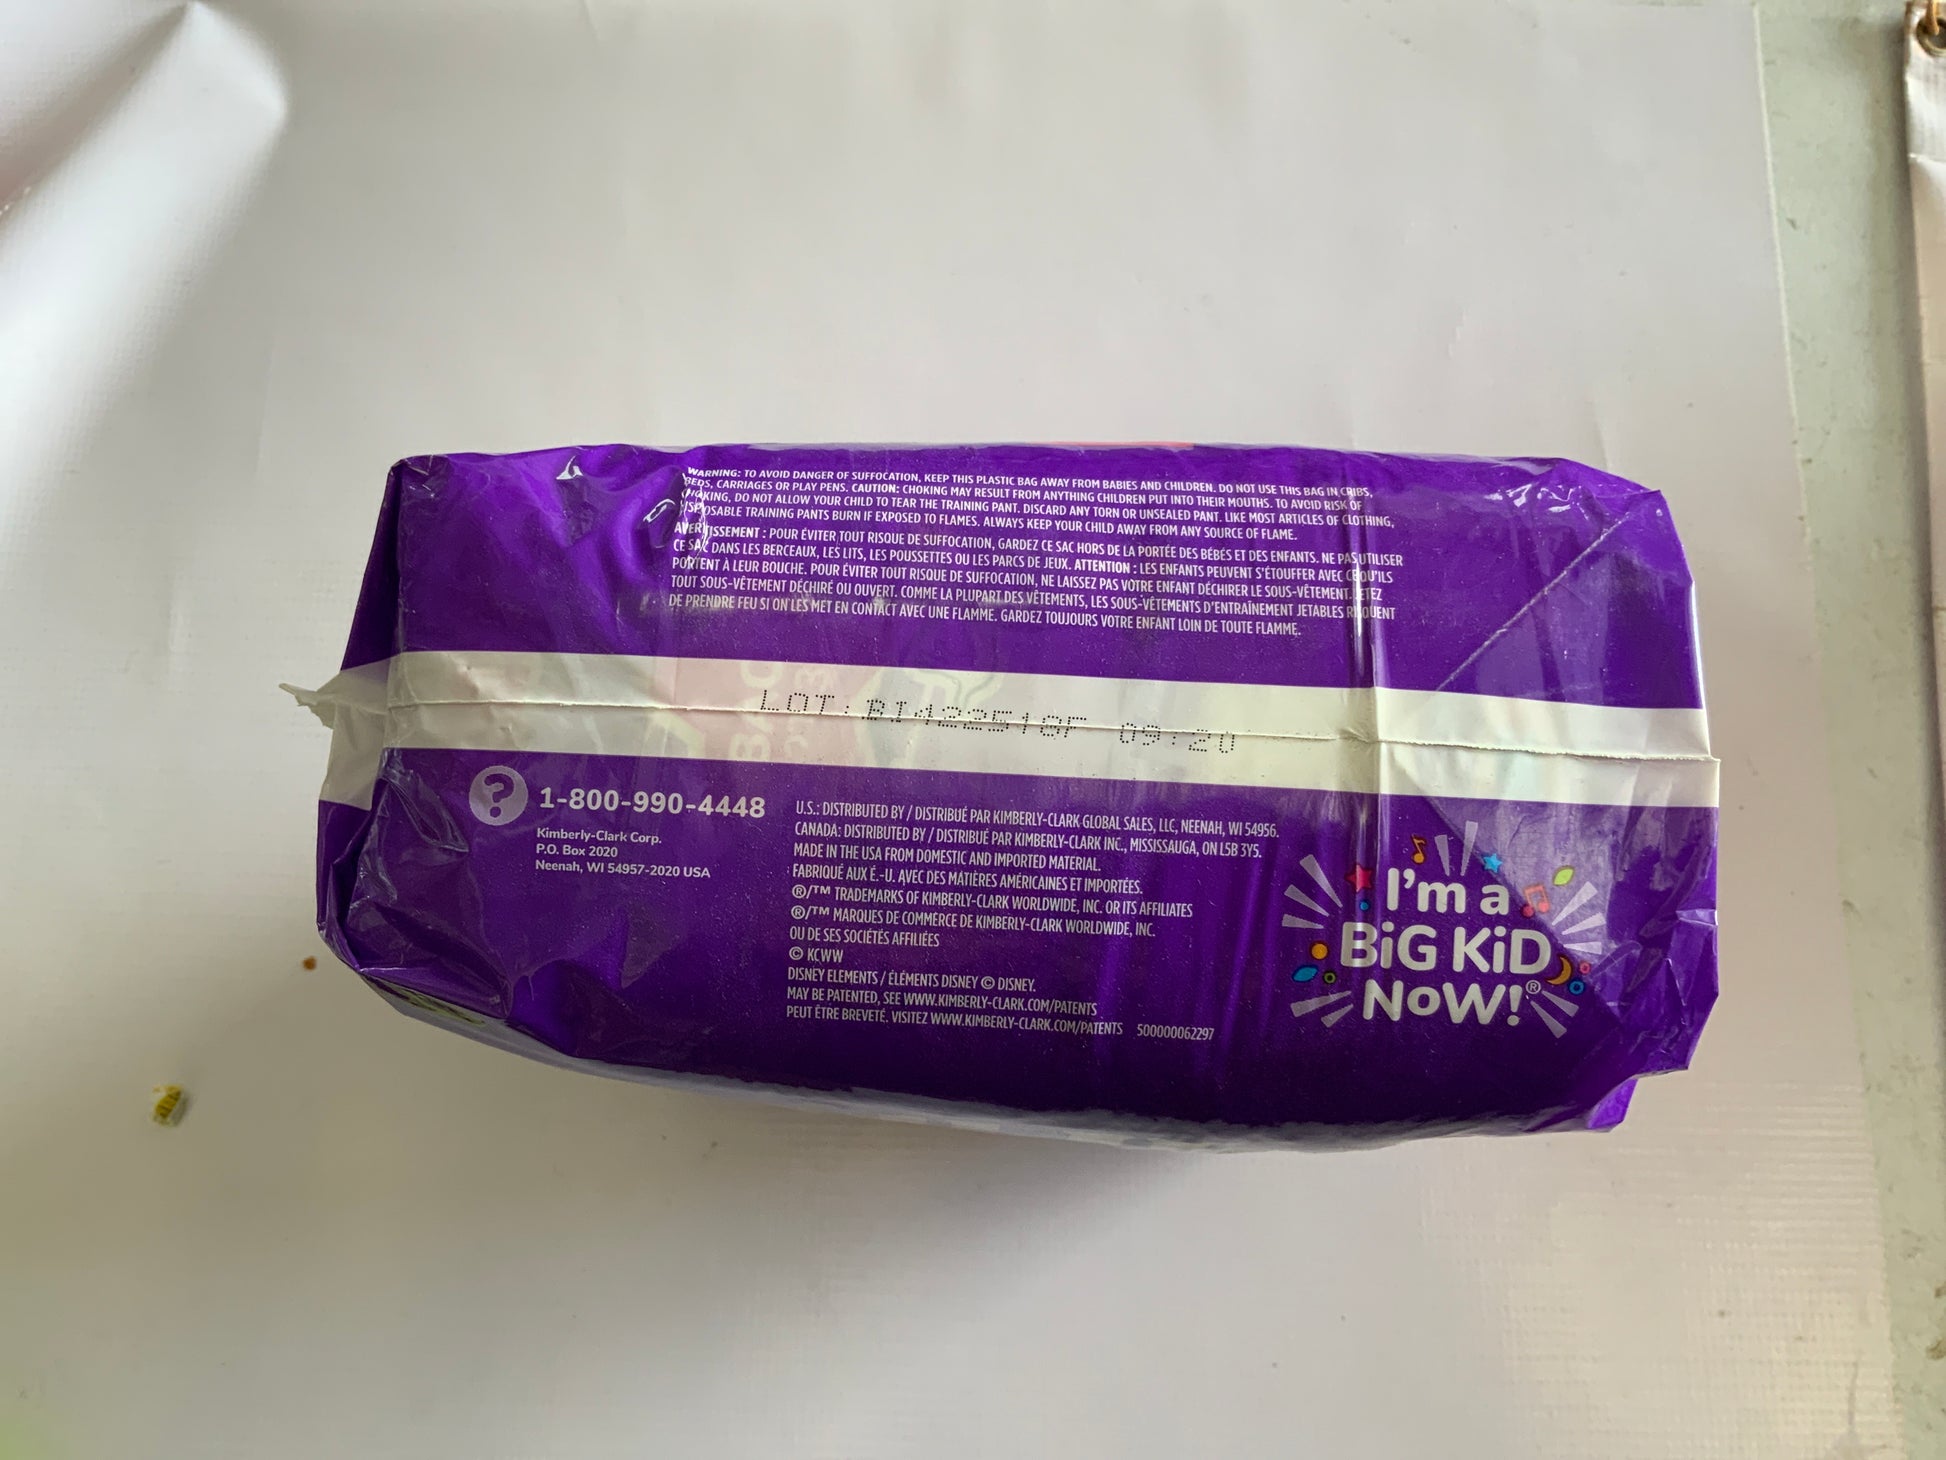 WARNING: TO AVOID DANGER OF SUFFOCATION, KEEP THIS PLASTIC BAG AWAY FROM BABIES AND CHILDREN. DO NOT USE THIS BAG IN CRIBS,
BEDS, CARRIAGES OR PLAY PENS. CAUTION: CHOKING MAY RESULT FROM ANYTHING CHILDREN PUT INTO THEIR MOUTHS. TO AVOID RISK OF
CHOKING, DO NOT ALLOW YOUR CHILD TO TEAR THE TRAINING PANT. DISCARD ANY TORN OR UNSEALED PANT. LIKE MOST ARTICLES OF CLOTHING,
DISPOSABLE TRAINING PANTS BURN IF EXPOSED TO FLAMES. ALWAYS KEEP YOUR CHILD AWAY FROM ANY SOURCE OF FLAME.
AVERTISSEMENT : POUR ÉVITER TOUT RISQUE DE SUFFOCATION, GARDEZ CE SAC HORS DE LA PORTÉE DES BÉBÉS ET DES ENFANTS. NE PAS UTILISER
CE SAC DANS LES BERCEAUX, LES LITS, LES POUSSETTES OU LES PARCS DE JEUX. ATTENTION : LES ENFANTS PEUVENT S'ÉTOUFFER AVEC CE QU'ILS
PORTENT À LEUR BOUCHE. POUR ÉVITER TOUT RISQUE DE SUFFOCATION, NE LAISSEZ PAS VOTRE ENFANT DÉCHIRER LE SOUS-VÊTEMENT. JETEZ
TOUT SOUS-VÊTEMENT DÉCHIRÉ OU OUVERT. COMME LA PLUPART DES VÊTEMENTS, LES SOUS-VÊTEMENTS D'ENTRAÎNEMENT JETABLES RISQUENT
DE PRENDRE FEU SI ON LES MET EN CONTACT AVEC UNE FLAMME. GARDEZ TOUJOURS VOTRE ENFANT LOIN DE TOUTE FLAMME.
LOT: BI422518F 09:20
? 1-800-990-4448
Kimberly-Clark Corp.
P.O. Box 2020
Neenah, WI 54957-2020 USA
U.S.: DISTRIBUTED BY / DISTRIBUÉ PAR KIMBERLY-CLARK GLOBAL SALES, LLC, NEENAH, WI 54956.
CANADA: DISTRIBUTED BY / DISTRIBUÉ PAR KIMBERLY-CLARK INC., MISSISSAUGA, ON L5B 3Y5.
MADE IN THE USA FROM DOMESTIC AND IMPORTED MATERIAL.
FABRIQUÉ AUX É.-U. AVEC DES MATIÈRES AMÉRICAINES ET IMPORTÉES.
®/™ TRADEMARKS OF KIMBERLY-CLARK WORLDWIDE, INC. OR ITS AFFILIATES
®/™ MARQUES DE COMMERCE DE KIMBERLY-CLARK WORLDWIDE, INC.
OU DE SES SOCIÉTÉS AFFILIÉES
© KCWW
DISNEY ELEMENTS / ÉLÉMENTS DISNEY © DISNEY.
MAY BE PATENTED, SEE WWW.KIMBERLY-CLARK.COM/PATENTS
PEUT ÊTRE BREVETÉ. VISITEZ WWW.KIMBERLY-CLARK.COM/PATENTS 500000062297
I'm a
BiG KiD
NoW!®